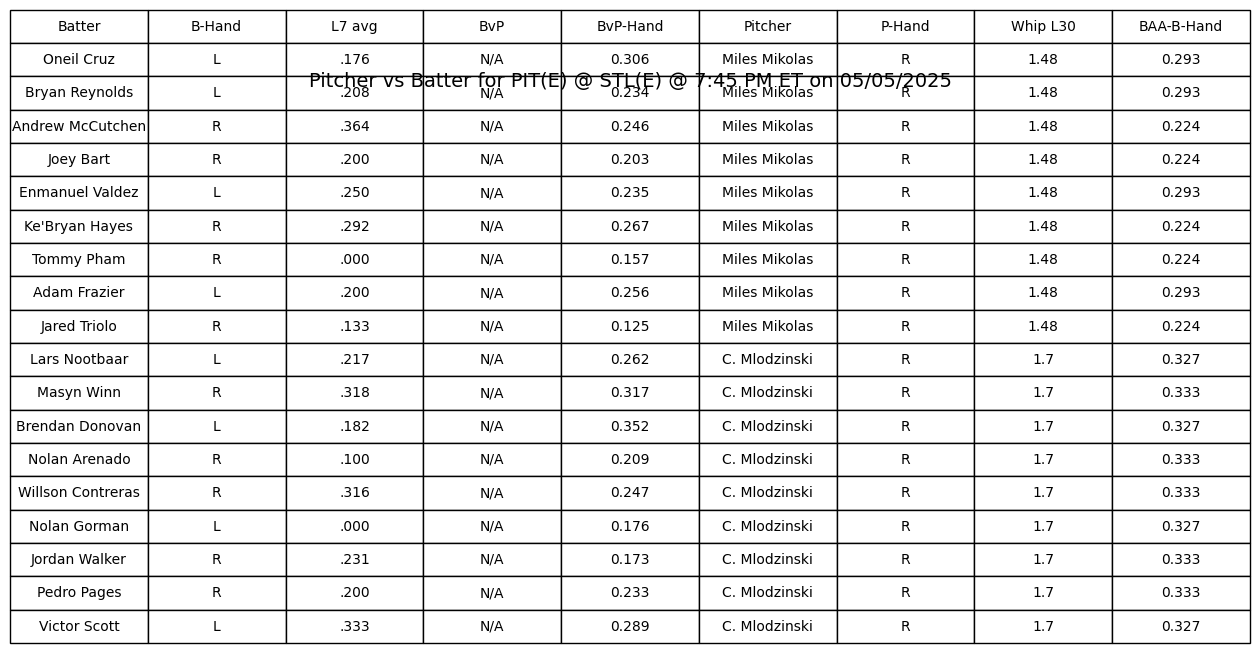 Batter B-Hand L7 avg BvP BvP-Hand Pitcher P-Hand Whip L30 BAA-B-Hand
Oneil Cruz L .176 N/A 0.306 Miles Mikolas R 1.48 0.293
Pitcher vs Batter for PIT(E) @ STL(E) @ 7:45 PM ET on 05/05/2025
Bryan Reynolds L .208 N/A 0.234 Miles Mikolas R 1.48 0.293
Andrew McCutchen R .364 N/A 0.246 Miles Mikolas R 1.48 0.224
Joey Bart R .200 N/A 0.203 Miles Mikolas R 1.48 0.224
Enmanuel Valdez L .250 N/A 0.235 Miles Mikolas R 1.48 0.293
Ke'Bryan Hayes R .292 N/A 0.267 Miles Mikolas R 1.48 0.224
Tommy Pham R .000 N/A 0.157 Miles Mikolas R 1.48 0.224
Adam Frazier L .200 N/A 0.256 Miles Mikolas R 1.48 0.293
Jared Triolo R .133 N/A 0.125 Miles Mikolas R 1.48 0.224
Lars Nootbaar L .217 N/A 0.262 C. Mlodzinski R 1.7 0.327
Masyn Winn R .318 N/A 0.317 C. Mlodzinski R 1.7 0.333
Brendan Donovan L .182 N/A 0.352 C. Mlodzinski R 1.7 0.327
Nolan Arenado R .100 N/A 0.209 C. Mlodzinski R 1.7 0.333
Willson Contreras R .316 N/A 0.247 C. Mlodzinski R 1.7 0.333
Nolan Gorman L .000 N/A 0.176 C. Mlodzinski R 1.7 0.327
Jordan Walker R .231 N/A 0.173 C. Mlodzinski R 1.7 0.333
Pedro Pages R .200 N/A 0.233 C. Mlodzinski R 1.7 0.333
Victor Scott L .333 N/A 0.289 C. Mlodzinski R 1.7 0.327